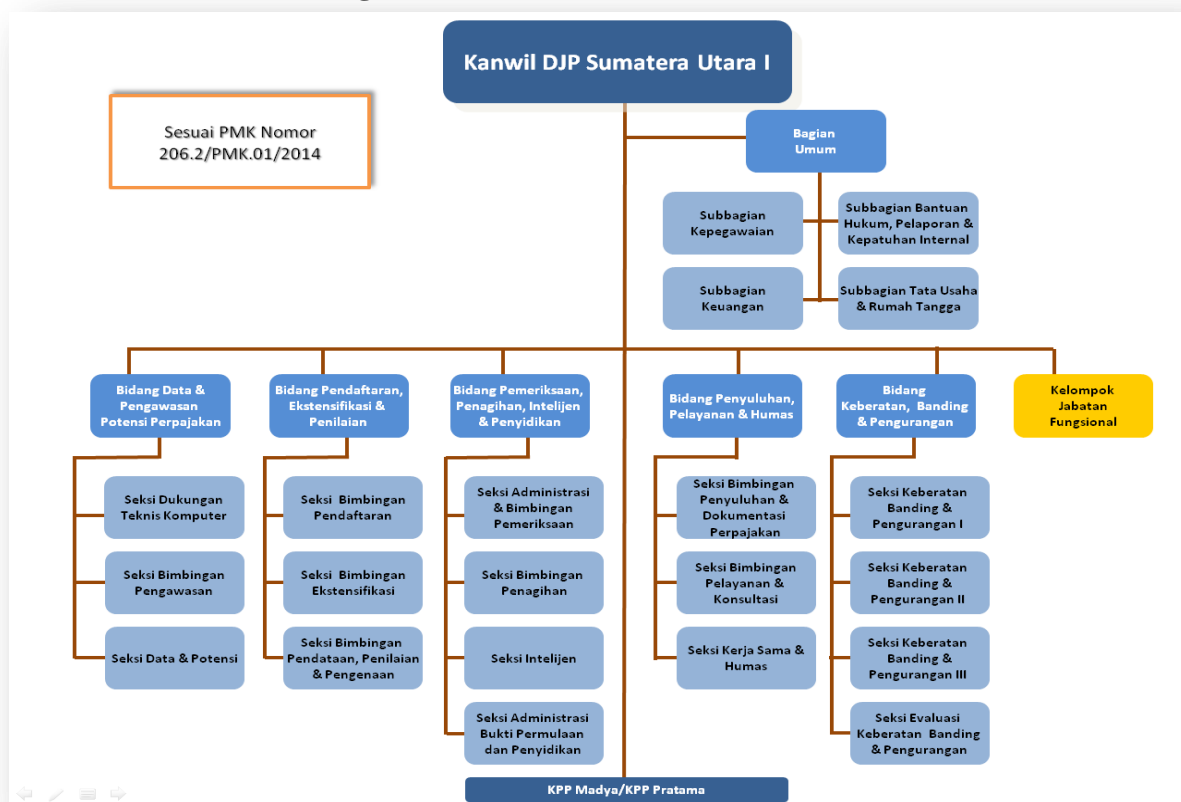 Kanwil DJP Sumatera Utara I
Sesuai PMK Nomor
206.2/PMK.01/2014
Bagian
Umum
Subbagian
Kepegawaian
Subbagian Bantuan
Hukum, Pelaporan &
Kepatuhan Internal
Subbagian
Keuangan
Subbagian Tata Usaha
& Rumah Tangga
Bidang Data &
Pengawasan
Potensi Perpajakan
Bidang Pendaftaran,
Ekstensifikasi &
Penilaian
Bidang Pemeriksaan,
Penagihan, Intelijen
& Penyidikan
Bidang Penyuluhan,
Pelayanan & Humas
Bidang
Keberatan, Banding
& Pengurangan
Kelompok
Jabatan
Fungsional
Seksi Dukungan
Teknis Komputer
Seksi Bimbingan
Pengawasan
Seksi Data & Potensi
Seksi Bimbingan
Pendaftaran
Seksi Bimbingan
Ekstensifikasi
Seksi Bimbingan
Pendataan, Penilaian
& Pengenaan
Seksi Administrasi
& Bimbingan
Pemeriksaan
Seksi Bimbingan
Penagihan
Seksi Intelijen
Seksi Administrasi
Bukti Permulaan
dan Penyidikan
Seksi Bimbingan
Penyuluhan &
Dokumentasi
Perpajakan
Seksi Bimbingan
Pelayanan &
Konsultasi
Seksi Kerja Sama &
Humas
Seksi Keberatan
Banding &
Pengurangan I
Seksi Keberatan
Banding &
Pengurangan II
Seksi Keberatan
Banding &
Pengurangan III
Seksi Evaluasi
Keberatan Banding
& Pengurangan
KPP Madya/KPP Pratama